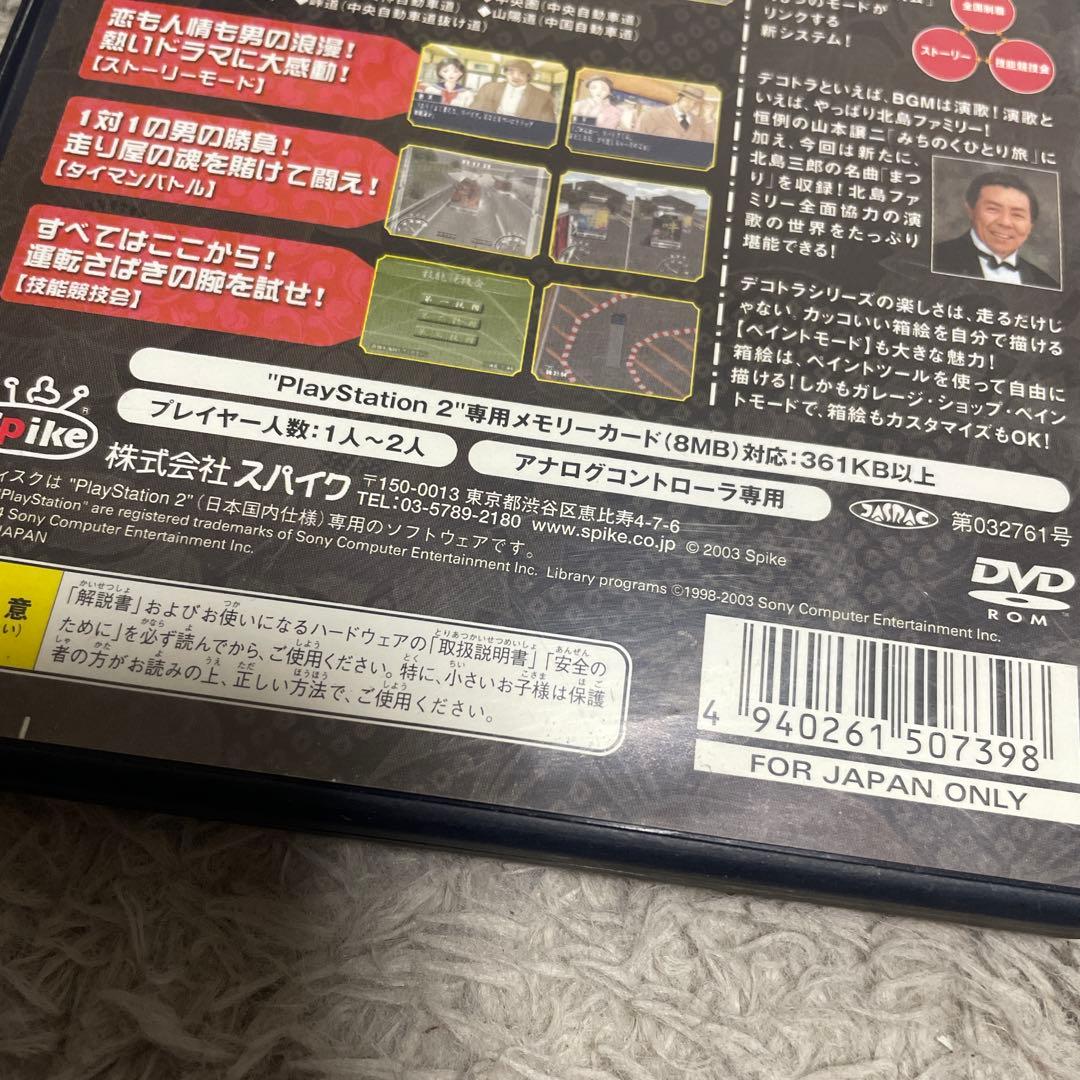 ◆峠道(中央自動車道抜け道)
◆山陽道(中国自動車道)
恋も人情も男の浪漫!
熱いドラマに大感動!
【ストーリーモード】
1対1の男の勝負!
走り屋の魂を賭けて闘え!
【タイマンバトル】
すべてはここから!
運転さばきの腕を試せ!
【技能競技会】
リンクする
新システム!
全国制覇
ストーリー
技能競技会
デコトラといえば、BGMは演歌!演歌と
いえば、やっぱり北島ファミリー!
恒例の山本譲二「みちのくひとり旅」に
加え、今回は新たに、
北島三郎の名曲「まつ
り」を収録!北島ファ
ミリー全面協力の演
歌の世界をたっぷり
堪能できる!
デコトラシリーズの楽しさは、走るだけじ
ゃない。カッコいい箱絵を自分で描ける
【ペイントモード】も大きな魅力!
箱絵は、ペイントツールを使って自由に
描ける!しかもガレージ・ショップ・ペイン
トモードで、箱絵もカスタマイズもOK!
"PlayStation 2"専用メモリーカード(8MB)対応:361KB以上
プレイヤー人数:1人〜2人
アナログコントローラ専用
pike
株式会社スパイク
〒150-0013 東京都渋谷区恵比寿4-7-6
TEL:03-5789-2180 www.spike.co.jp © 2003 Spike
JASRAC
第032761号
ィスクは "PlayStation 2"(日本国内仕様)専用のソフトウェアです。
"PlayStation" are registered trademarks of Sony Computer Entertainment Inc. Library programs ©1998-2003 Sony Computer Entertainment Inc.
Sony Computer Entertainment Inc.
JAPAN
DVD
ROM
意
「解説書」およびお使いになるハードウェアの「取扱説明書」「安全の
ために」を必ず読んでから、ご使用ください。特に、小さいお子様は保護
者の方がお読みの上、正しい方法で、ご使用ください。
4 940261 507398
FOR JAPAN ONLY